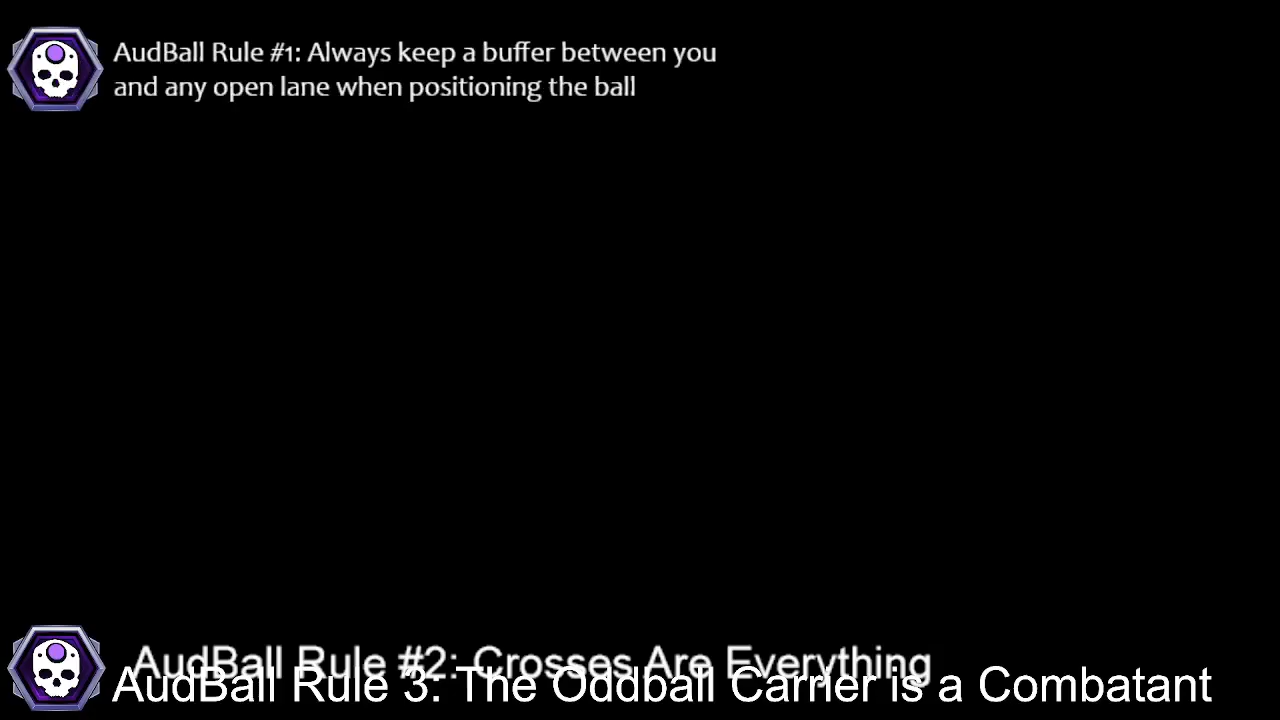 AudBall Rule #1: Always keep a buffer between you
and any open lane when positioning the ball
AudBall Rule #2: Crosses Are Everything
AudBall Rule 3: The Oddball Carrier is a Combatant